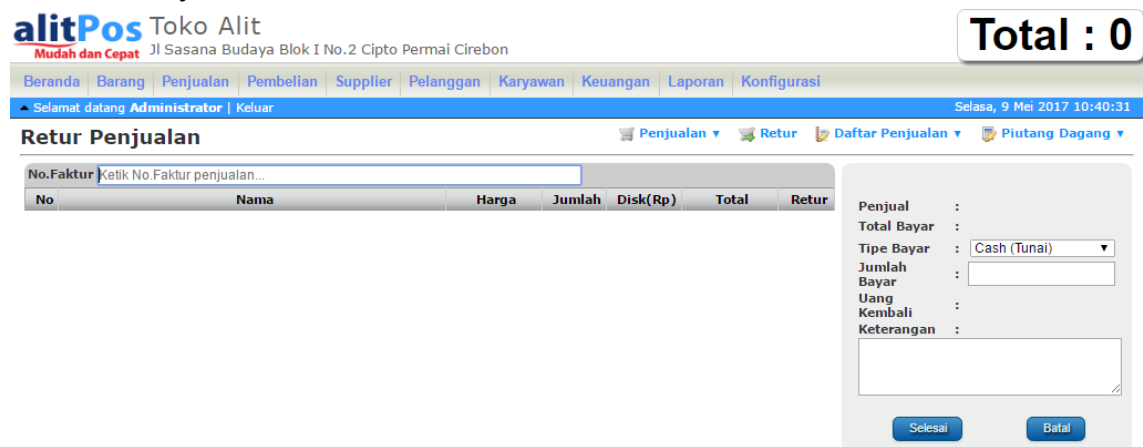 alitPos Toko Alit Total : 0
Mudah dan Cepat Jl Sasana Budaya Blok I No.2 Cipto Permai Cirebon
Beranda Barang Penjualan Pembelian Supplier Pelanggan Karyawan Keuangan Laporan Konfigurasi
Selamat datang Administrator | Keluar Selasa, 9 Mei 2017 10:40:31
Retur Penjualan Penjualan Retur Daftar Penjualan Piutang Dagang
No.Faktur Ketik No.Faktur penjualan...
No Nama Harga Jumlah Disk(Rp) Total Retur
Penjual :
Total Bayar :
Tipe Bayar : Cash (Tunai)
Jumlah Bayar :
Uang Kembali :
Keterangan :
Selesai Batal